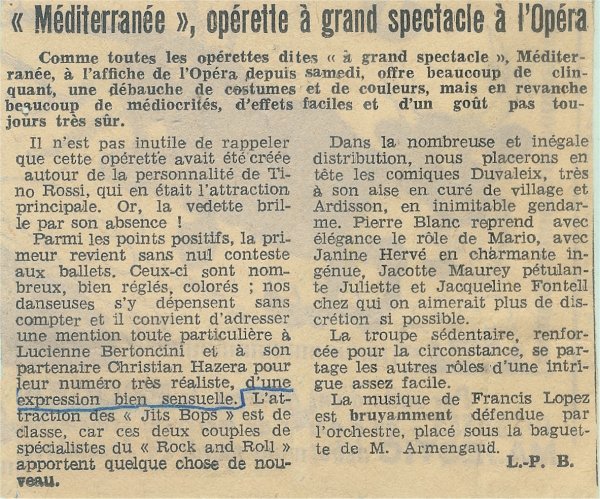 « Méditerranée », opérette à grand spectacle à l'Opéra
Comme toutes les opérettes dites « à grand spectacle », Méditer-
ranée, à l'affiche de l'Opéra depuis samedi, offre beaucoup de clin-
quant, une débauche de costumes et de couleurs, mais en revanche
beaucoup de médiocrités, d'effets faciles et d'un goût pas tou-
jours très sûr.
Il n'est pas inutile de rappeler
que cette opérette avait été créée
autour de la personnalité de Ti-
no Rossi, qui en était l'attraction
principale. Or, la vedette bril-
le par son absence !
Parmi les points positifs, la pri-
meur revient sans nul conteste
aux ballets. Ceux-ci sont nom-
breux, bien réglés, colorés ; nos
danseuses s'y dépensent sans
compter et il convient d'adresser
une mention toute particulière à
Lucienne Bertoncini et à son
partenaire Christian Hazera pour
leur numéro très réaliste, d'une
expression bien sensuelle. L'at-
traction des « Jits Bops » est de
classe, car ces deux couples de
spécialistes du « Rock and Roll »
apportent quelque chose de nou-
veau.
Dans la nombreuse et inégale
distribution, nous placerons en
tête les comiques Duvaleix, très
à son aise en curé de village et
Ardisson, en inimitable gendar-
me. Pierre Blanc reprend avec
élégance le rôle de Mario, avec
Janine Hervé en charmante in-
génue, Jacotte Maurey pétulan-
te Juliette et Jacqueline Fontell
chez qui on aimerait plus de dis-
crétion si possible.
La troupe sédentaire, renfor-
cée pour la circonstance, se par-
tage les autres rôles d'une intri-
gue assez facile.
La musique de Francis Lopez
est bruyamment défendue par
l'orchestre, placé sous la baguet-
te de M. Armengaud.
L.-P. B.